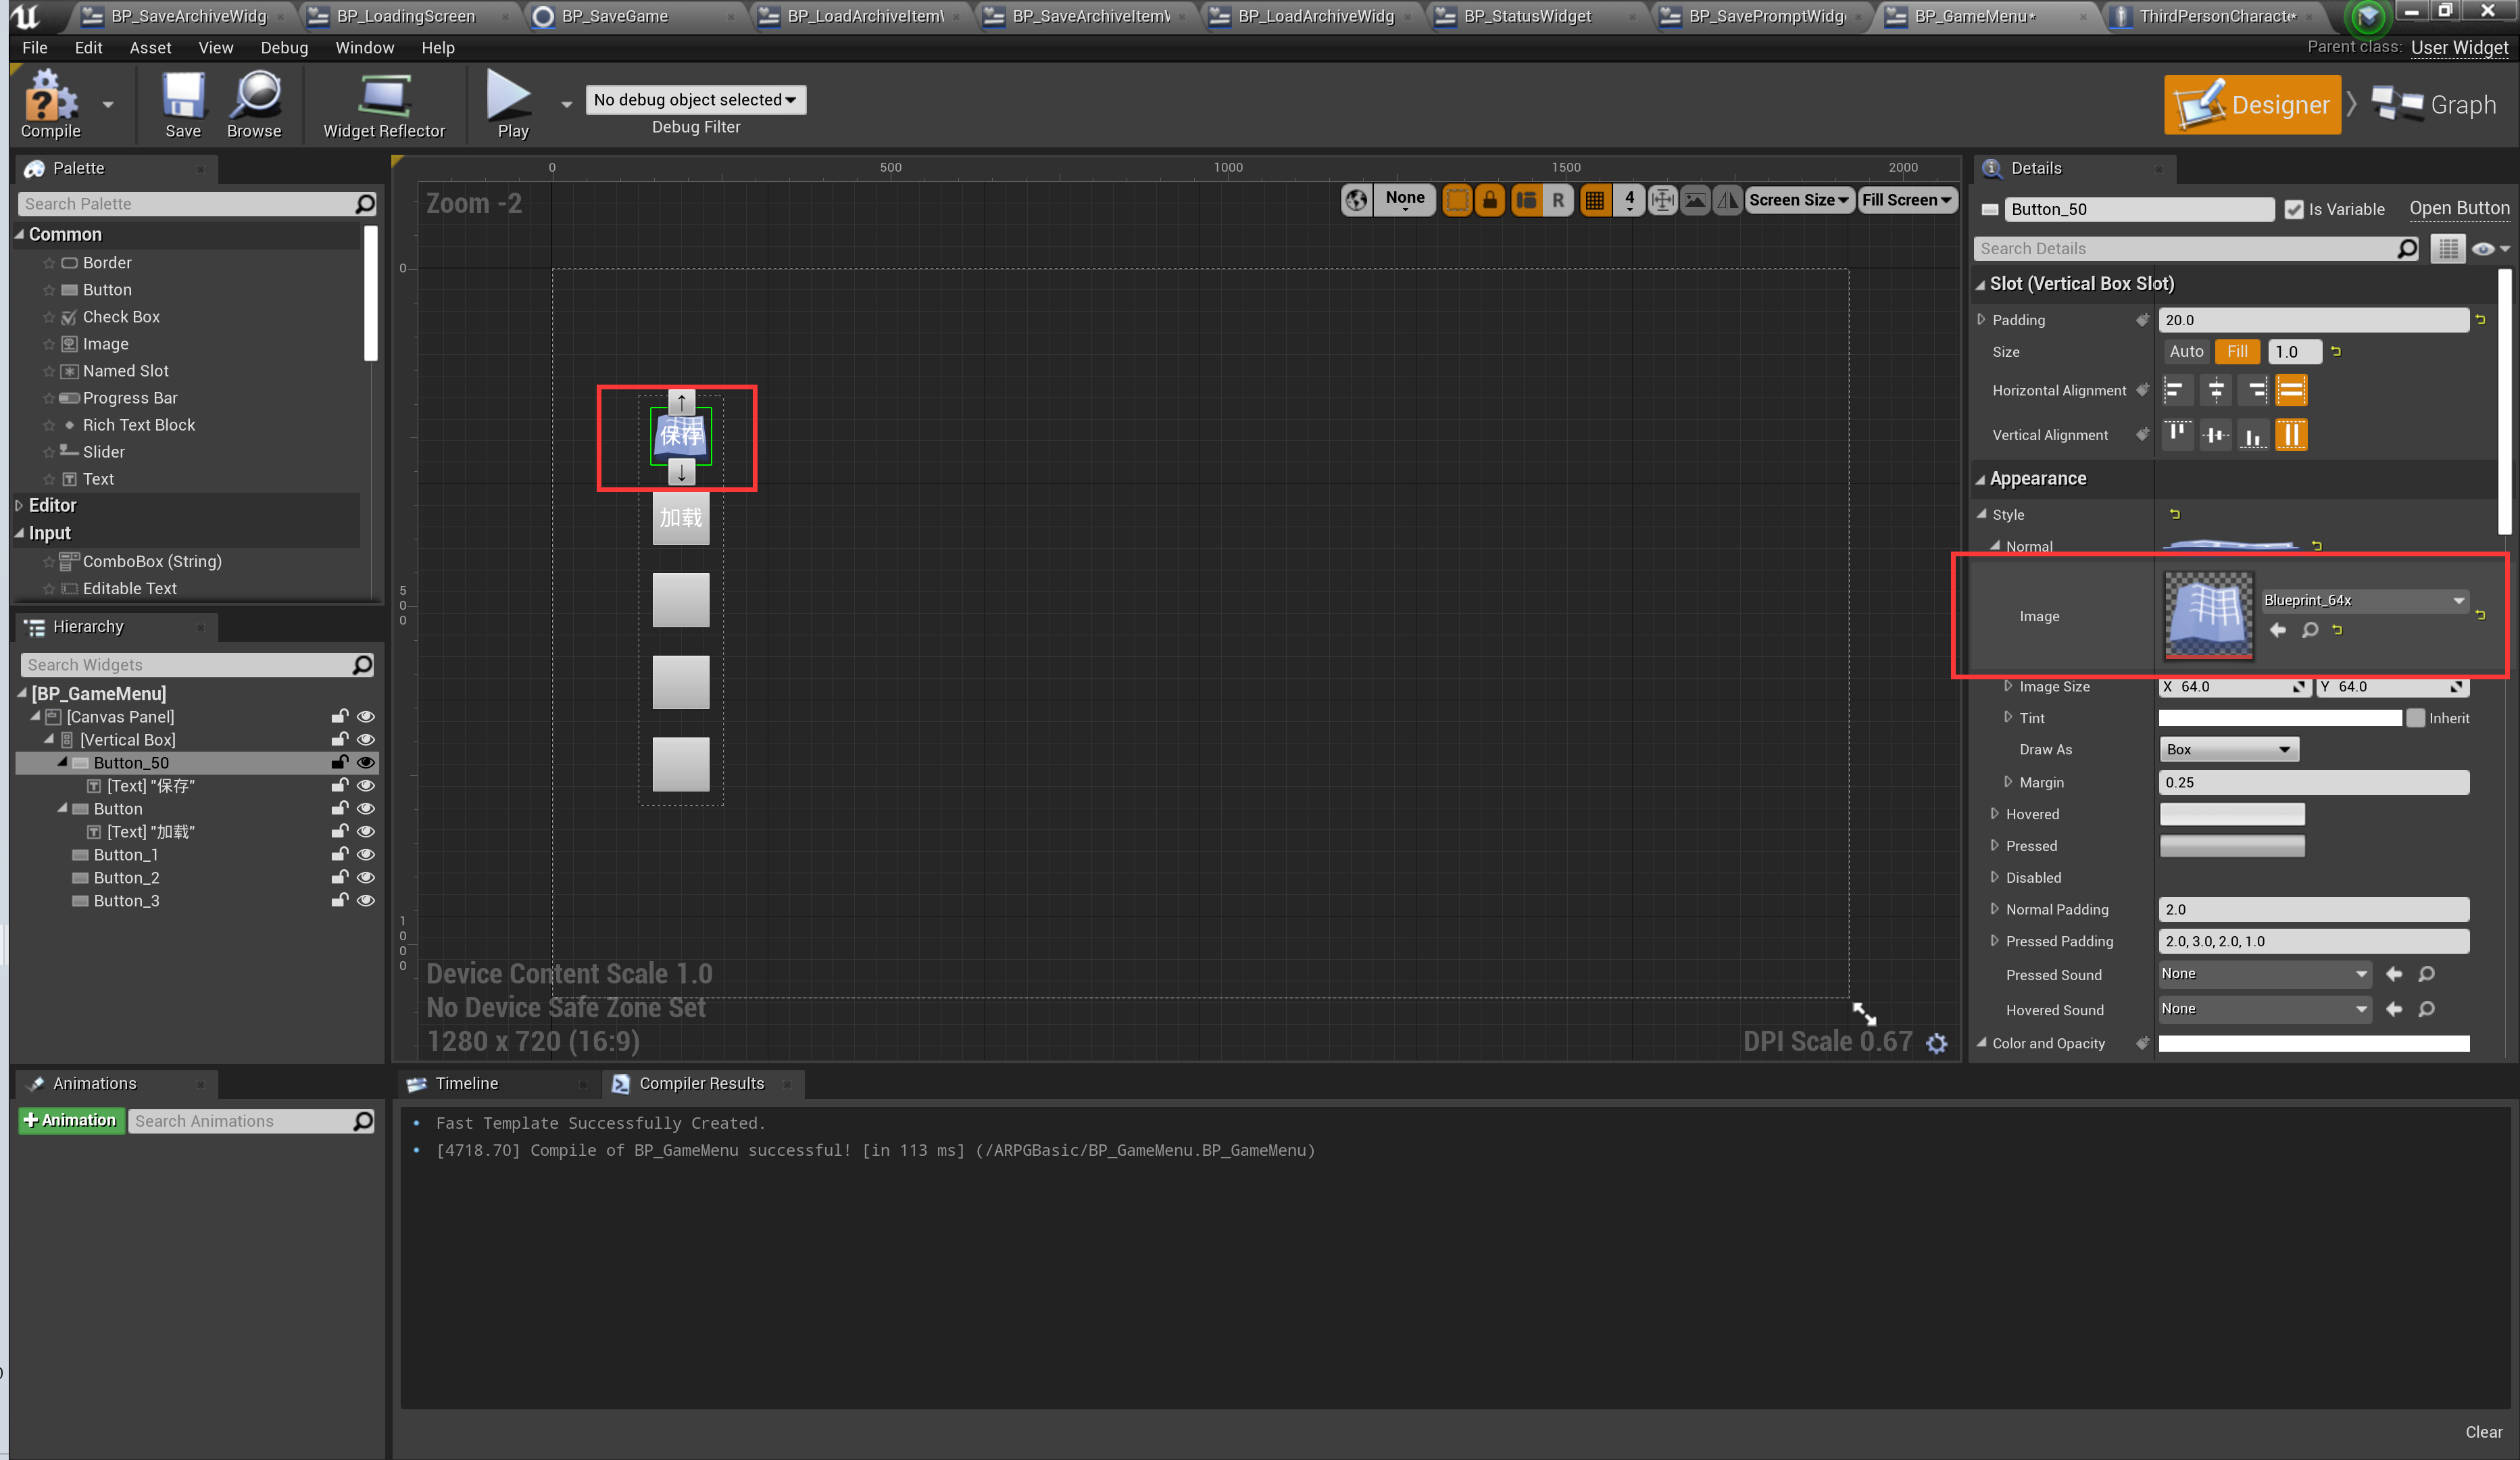 BP_SaveArchiveWidg
BP_LoadingScreen
BP_SaveGame
BP_LoadArchiveItem
BP_SaveArchiveItem
BP_LoadArchiveWidg
BP_StatusWidget
BP_SavePromptWidg
BP_GameMenu*
ThirdPersonCharact*
File Edit Asset View Debug Window Help
Parent class: User Widget
Compile
Save
Browse
Widget Reflector
Play
No debug object selected
Debug Filter
Designer
Graph
Palette
Search Palette
Common
Border
Button
Check Box
Image
Named Slot
Progress Bar
Rich Text Block
Slider
Text
Editor
Input
ComboBox (String)
Editable Text
Hierarchy
Search Widgets
[BP_GameMenu]
[Canvas Panel]
[Vertical Box]
Button_50
[Text] "保存"
Button
[Text] "加载"
Button_1
Button_2
Button_3
0 500 1000 1500 2000
Zoom -2
None
R
4
Screen Size
Fill Screen
0
500
1000
保存
加载
Device Content Scale 1.0
No Device Safe Zone Set
1280 x 720 (16:9)
DPI Scale 0.67
Details
Button_50
Is Variable
Open Button
Search Details
Slot (Vertical Box Slot)
Padding 20.0
Size Auto Fill 1.0
Horizontal Alignment
Vertical Alignment
Appearance
Style
Normal
Image
Blueprint_64x
Image Size X 64.0 Y 64.0
Tint Inherit
Draw As Box
Margin 0.25
Hovered
Pressed
Disabled
Normal Padding 2.0
Pressed Padding 2.0, 3.0, 2.0, 1.0
Pressed Sound None
Hovered Sound None
Color and Opacity
Animations
+ Animation
Search Animations
Timeline
Compiler Results
Fast Template Successfully Created.
[4718.70] Compile of BP_GameMenu successful! [in 113 ms] (/ARPGBasic/BP_GameMenu.BP_GameMenu)
Clear